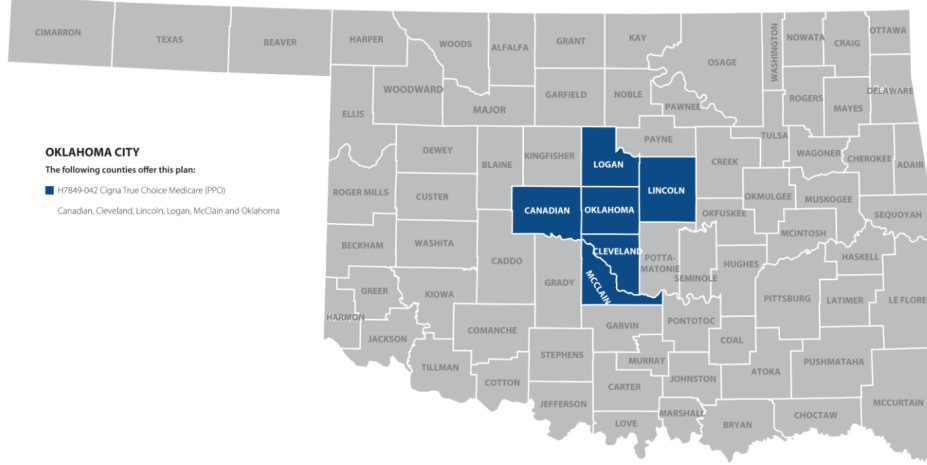 CIMARRON
TEXAS
BEAVER
HARPER
WOODS
ALFALFA
GRANT
KAY
OSAGE
WASHINGTON
NOWATA
CRAIG
OTTAWA
WOODWARD
MAJOR
GARFIELD
NOBLE
PAWNEE
ROGERS
MAYES
DELAWARE
ELLIS
OKLAHOMA CITY
The following counties offer this plan:
H7849-042 Cigna True Choice Medicare (PPO)
Canadian, Cleveland, Lincoln, Logan, McClain and Oklahoma
DEWEY
BLAINE
KINGFISHER
LOGAN
PAYNE
CREEK
TULSA
WAGONER
CHEROKEE
ADAIR
ROGER MILLS
CUSTER
CANADIAN
OKLAHOMA
LINCOLN
OKFUSKEE
OKMULGEE
MUSKOGEE
SEQUOYAH
BECKHAM
WASHITA
CADDO
GRADY
CLEVELAND
MCCLAIN
POTTA-
MATONIE
SEMINOLE
HUGHES
MCINTOSH
HASKELL
GREER
KIOWA
PITTSBURG
LATIMER
LE FLORE
HARMON
JACKSON
COMANCHE
GARVIN
PONTOTOC
COAL
TILLMAN
COTTON
STEPHENS
MURRAY
CARTER
JOHNSTON
ATOKA
PUSHMATAHA
JEFFERSON
LOVE
MARSHALL
BRYAN
CHOCTAW
MCCURTAIN